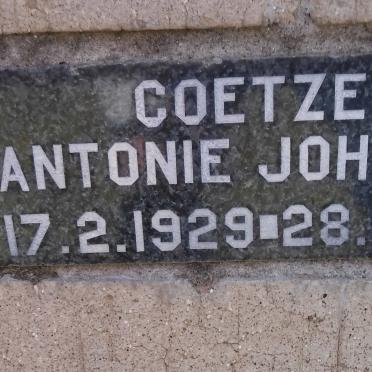 COETZE
ANTONIE JOH
17.2.1929-28.